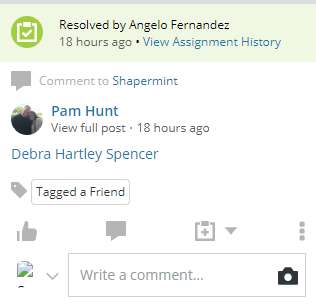 Resolved by Angelo Fernandez
18 hours ago • View Assignment History
Comment to Shapermint
Pam Hunt
View full post · 18 hours ago
Debra Hartley Spencer
Tagged a Friend
Write a comment...